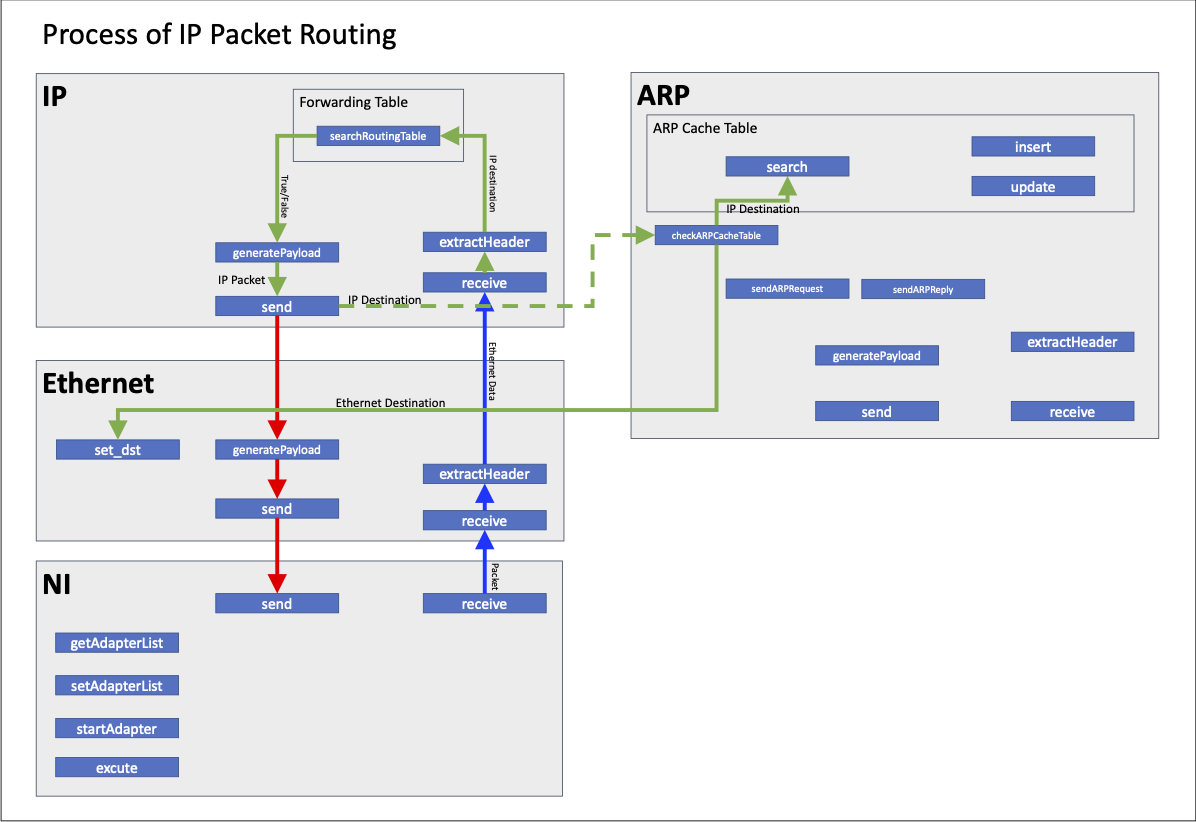 Process of IP Packet Routing
IP
Forwarding Table
searchRoutingTable
True/False
IP destination
generatePayload
extractHeader
IP Packet
receive
send
IP Destination
ARP
ARP Cache Table
search
insert
update
IP Destination
checkARPCacheTable
sendARPRequest
sendARPReply
generatePayload
extractHeader
send
receive
Ethernet
Ethernet Data
Ethernet Destination
set_dst
generatePayload
extractHeader
send
receive
NI
Packet
send
receive
getAdapterList
setAdapterList
startAdapter
excute